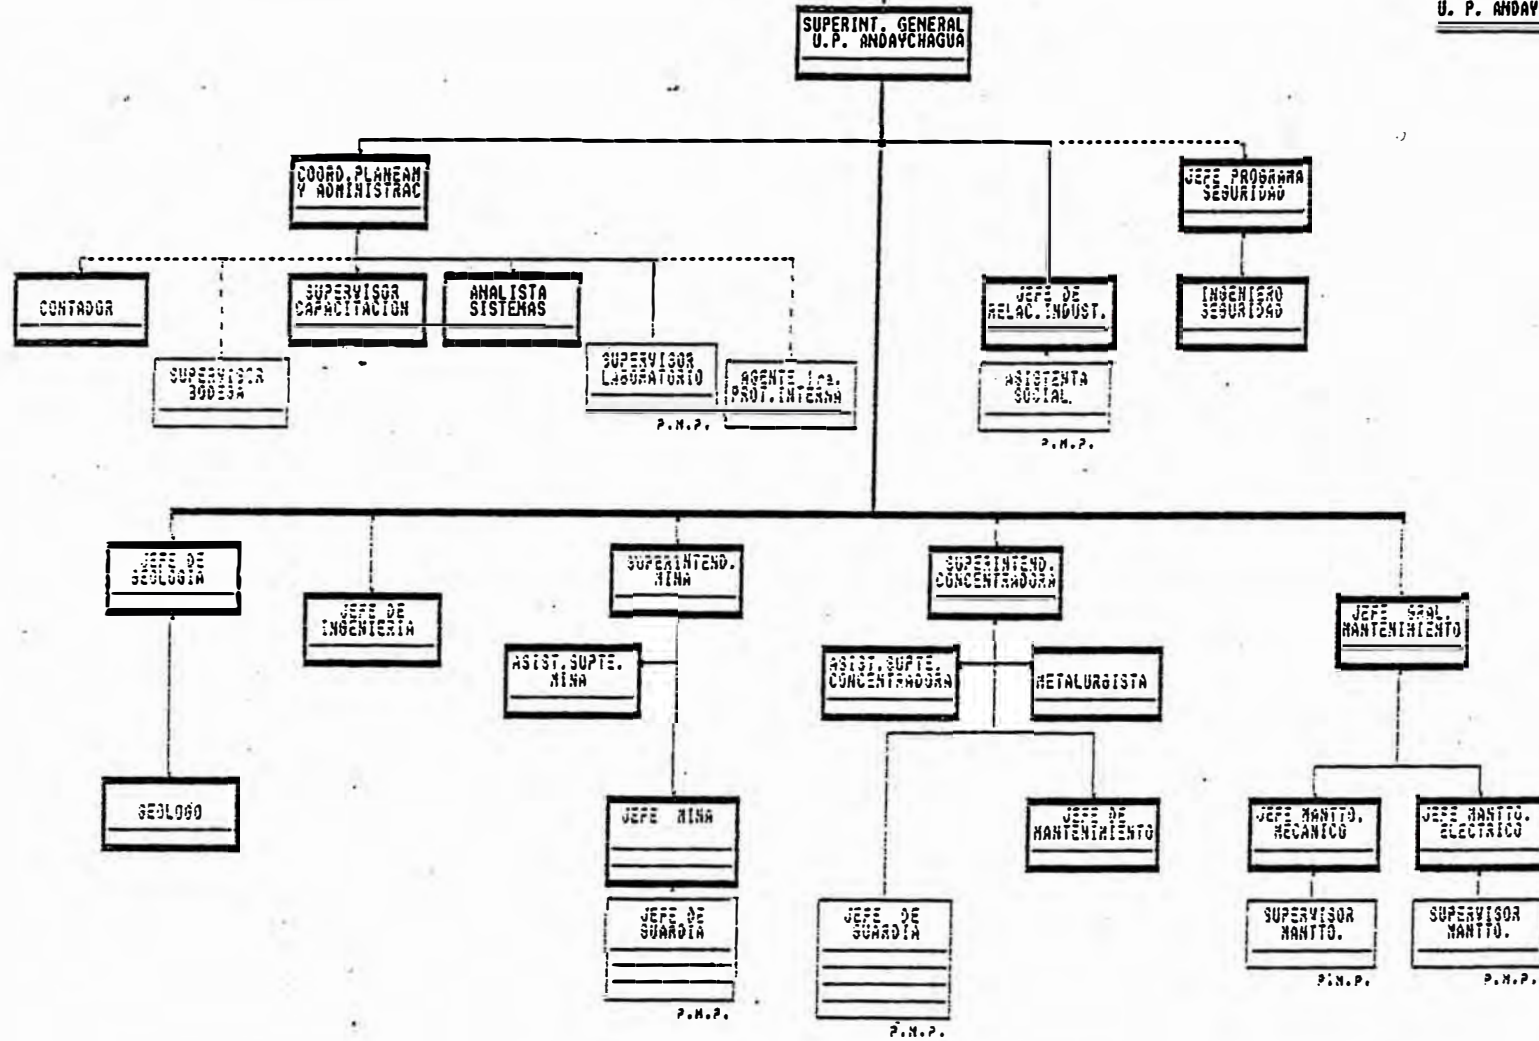 SUPERINT. GENERAL
U.P. ANDAYCHAGUA
U. P. ANDAY
COORD.PLANEAM
Y ADMINISTRAC
JEFE PROGRAMA
SEGURIDAD
CONTADOR
SUPERVISOR
CAPACITACION
ANALISTA
SISTEMAS
JEFE DE
RELAC.INDUST.
INGENIERO
SEGURIDAD
SUPERVISOR
BODEGA
SUPERVISOR
LABORATORIO
P.M.P.
AGENTE 1ra.
PROT.INTERNA
ASISTENTA
SOCIAL.
P.M.P.
JEFE DE
GEOLOGIA
JEFE DE
INGENIERIA
SUPERINTEND.
MINA
SUPERINTEND.
CONCENTRADORA
JEFE GRAL.
MANTENIMIENTO
ASIST.SUPTE.
MINA
ASIST.SUPTE.
CONCENTRADORA
METALURGISTA
GEOLOGO
JEFE MINA
JEFE DE
MANTENIMIENTO
JEFE MANTTO.
MECANICO
JEFE MANTTO.
ELECTRICO
JEFE DE
GUARDIA
P.M.P.
JEFE DE
GUARDIA
P.M.P.
SUPERVISOR
MANTTO.
P.M.P.
SUPERVISOR
MANTTO.
P.M.P.